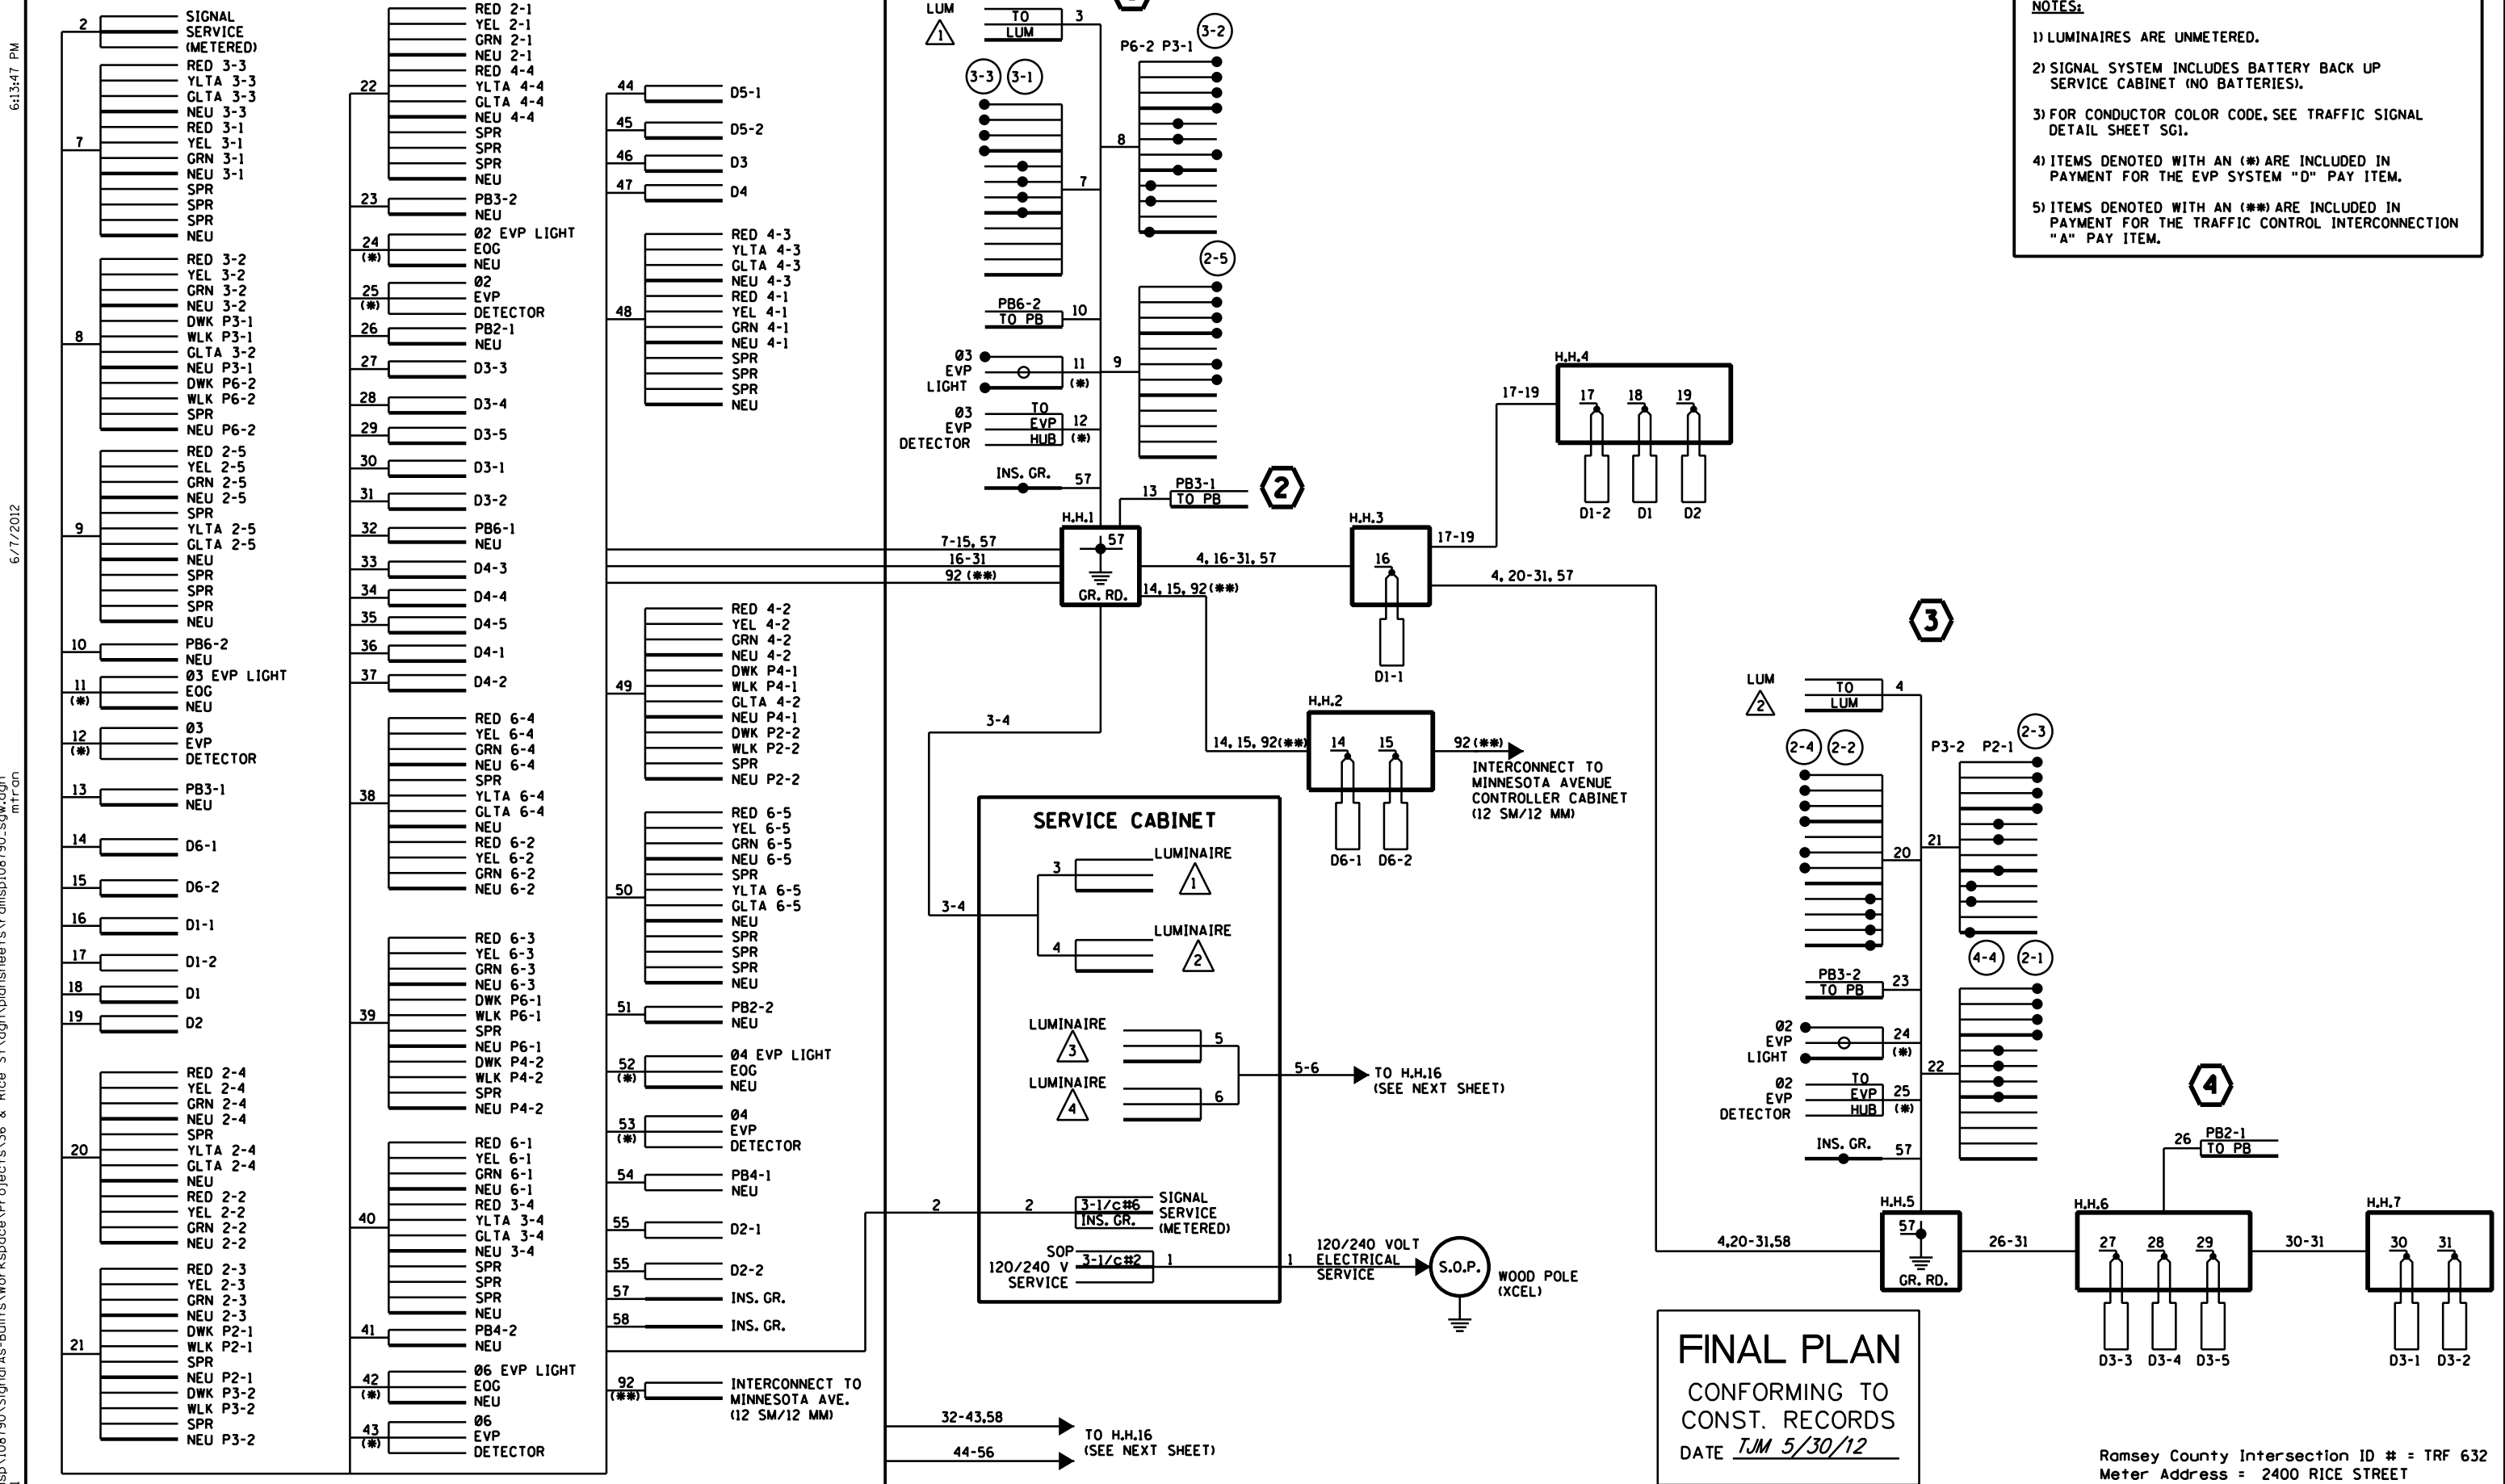 6:13:47 PM
6/7/2012
mtran
2
SIGNAL
SERVICE
(METERED)
7
RED 3-3
YLTA 3-3
GLTA 3-3
NEU 3-3
RED 3-1
YEL 3-1
GRN 3-1
NEU 3-1
SPR
SPR
SPR
NEU
8
RED 3-2
YEL 3-2
GRN 3-2
NEU 3-2
DWK P3-1
WLK P3-1
GLTA 3-2
NEU P3-1
DWK P6-2
WLK P6-2
SPR
NEU P6-2
9
RED 2-5
YEL 2-5
GRN 2-5
NEU 2-5
SPR
YLTA 2-5
GLTA 2-5
NEU
SPR
SPR
SPR
NEU
10
PB6-2
NEU
11
(*)
Ø3 EVP LIGHT
EOG
NEU
12
(*)
Ø3
EVP
DETECTOR
13
PB3-1
NEU
14
D6-1
15
D6-2
16
D1-1
17
D1-2
18
D1
19
D2
20
RED 2-4
YEL 2-4
GRN 2-4
NEU 2-4
SPR
YLTA 2-4
GLTA 2-4
NEU
RED 2-2
YEL 2-2
GRN 2-2
NEU 2-2
21
RED 2-3
YEL 2-3
GRN 2-3
NEU 2-3
DWK P2-1
WLK P2-1
SPR
NEU P2-1
DWK P3-2
WLK P3-2
SPR
NEU P3-2
22
RED 2-1
YEL 2-1
GRN 2-1
NEU 2-1
RED 4-4
YLTA 4-4
GLTA 4-4
NEU 4-4
SPR
SPR
SPR
NEU
23
PB3-2
NEU
24
(*)
Ø2 EVP LIGHT
EOG
NEU
25
(*)
Ø2
EVP
DETECTOR
26
PB2-1
NEU
27
D3-3
28
D3-4
29
D3-5
30
D3-1
31
D3-2
32
PB6-1
NEU
33
D4-3
34
D4-4
35
D4-5
36
D4-1
37
D4-2
38
RED 6-4
YEL 6-4
GRN 6-4
NEU 6-4
SPR
YLTA 6-4
GLTA 6-4
NEU
RED 6-2
YEL 6-2
GRN 6-2
NEU 6-2
39
RED 6-3
YEL 6-3
GRN 6-3
NEU 6-3
DWK P6-1
WLK P6-1
SPR
NEU P6-1
DWK P4-2
WLK P4-2
SPR
NEU P4-2
40
RED 6-1
YEL 6-1
GRN 6-1
NEU 6-1
RED 3-4
YLTA 3-4
GLTA 3-4
NEU 3-4
SPR
SPR
SPR
NEU
41
PB4-2
NEU
42
(*)
Ø6 EVP LIGHT
EOG
NEU
43
(*)
Ø6
EVP
DETECTOR
44
D5-1
45
D5-2
46
D3
47
D4
48
RED 4-3
YLTA 4-3
GLTA 4-3
NEU 4-3
RED 4-1
YEL 4-1
GRN 4-1
NEU 4-1
SPR
SPR
SPR
NEU
49
RED 4-2
YEL 4-2
GRN 4-2
NEU 4-2
DWK P4-1
WLK P4-1
GLTA 4-2
NEU P4-1
DWK P2-2
WLK P2-2
SPR
NEU P2-2
50
RED 6-5
YEL 6-5
GRN 6-5
NEU 6-5
SPR
YLTA 6-5
GLTA 6-5
NEU
SPR
SPR
SPR
NEU
51
PB2-2
NEU
52
(*)
Ø4 EVP LIGHT
EOG
NEU
53
(*)
Ø4
EVP
DETECTOR
54
PB4-1
NEU
55
D2-1
55
D2-2
57
INS. GR.
58
INS. GR.
92
(**)
INTERCONNECT TO
MINNESOTA AVE.
(12 SM/12 MM)
LUM
1
TO
LUM
3
3-3
3-1
7
P6-2 P3-1
3-2
8
2-5
9
PB6-2
TO PB
10
Ø3
EVP
LIGHT
11
(*)
Ø3
EVP
DETECTOR
TO
EVP
HUB
12
(*)
INS. GR.
57
13
PB3-1
TO PB
2
7-15, 57
16-31
92 (**)
H.H.1
57
GR. RD.
4, 16-31, 57
14, 15, 92(**)
H.H.3
16
D1-1
17-19
17-19
H.H.4
17
18
19
D1-2
D1
D2
4, 20-31, 57
3-4
14, 15, 92(**)
H.H.2
14
15
D6-1
D6-2
92 (**)
INTERCONNECT TO
MINNESOTA AVENUE
CONTROLLER CABINET
(12 SM/12 MM)
SERVICE CABINET
3-4
3
LUMINAIRE
1
4
LUMINAIRE
2
LUMINAIRE
3
5
LUMINAIRE
4
6
5-6
TO H.H.16
(SEE NEXT SHEET)
2
2
3-1/c#6
INS. GR.
SIGNAL
SERVICE
(METERED)
SOP
120/240 V
SERVICE
3-1/c#2
1
1
120/240 VOLT
ELECTRICAL
SERVICE
S.O.P.
WOOD POLE
(XCEL)
32-43,58
44-56
TO H.H.16
(SEE NEXT SHEET)
3
LUM
2
TO
LUM
4
2-4
2-2
20
P3-2
P2-1
2-3
21
4-4
2-1
22
PB3-2
TO PB
23
Ø2
EVP
LIGHT
24
(*)
Ø2
EVP
DETECTOR
TO
EVP
HUB
25
(*)
INS. GR.
57
4
26
PB2-1
TO PB
4,20-31,58
H.H.5
57
GR. RD.
26-31
H.H.6
27
28
29
D3-3
D3-4
D3-5
30-31
H.H.7
30
31
D3-1
D3-2
NOTES:
1) LUMINAIRES ARE UNMETERED.
2) SIGNAL SYSTEM INCLUDES BATTERY BACK UP
SERVICE CABINET (NO BATTERIES).
3) FOR CONDUCTOR COLOR CODE, SEE TRAFFIC SIGNAL
DETAIL SHEET SG1.
4) ITEMS DENOTED WITH AN (*) ARE INCLUDED IN
PAYMENT FOR THE EVP SYSTEM "D" PAY ITEM.
5) ITEMS DENOTED WITH AN (**) ARE INCLUDED IN
PAYMENT FOR THE TRAFFIC CONTROL INTERCONNECTION
"A" PAY ITEM.
FINAL PLAN
CONFORMING TO
CONST. RECORDS
DATE TJM 5/30/12
Ramsey County Intersection ID # = TRF 632
Meter Address = 2400 RICE STREET